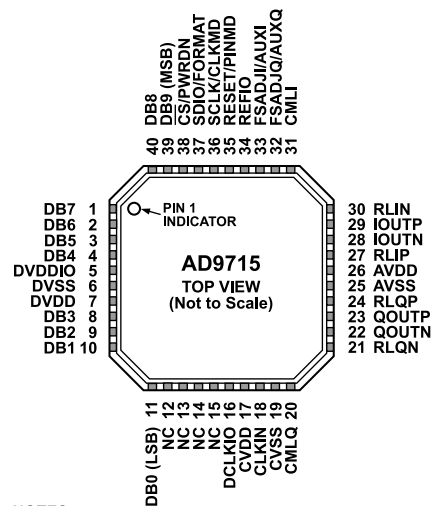 40 DB8
39 DB9 (MSB)
38 CS/PWRDN
37 SDIO/FORMAT
36 SCLK/CLKMD
35 RESET/PINMD
34 REFIO
33 FSADJI/AUXI
32 FSADJQ/AUXQ
31 CMLI
DB7 1
DB6 2
DB5 3
DB4 4
DVDDIO 5
DVSS 6
DVDD 7
DB3 8
DB2 9
DB1 10
PIN 1
INDICATOR
AD9715
TOP VIEW
(Not to Scale)
30 RLIN
29 IOUTP
28 IOUTN
27 RLIP
26 AVDD
25 AVSS
24 RLQP
23 QOUTP
22 QOUTN
21 RLQN
DB0 (LSB) 11
NC 12
NC 13
NC 14
NC 15
DCLKIO 16
CVDD 17
CLKIN 18
CVSS 19
CMLQ 20